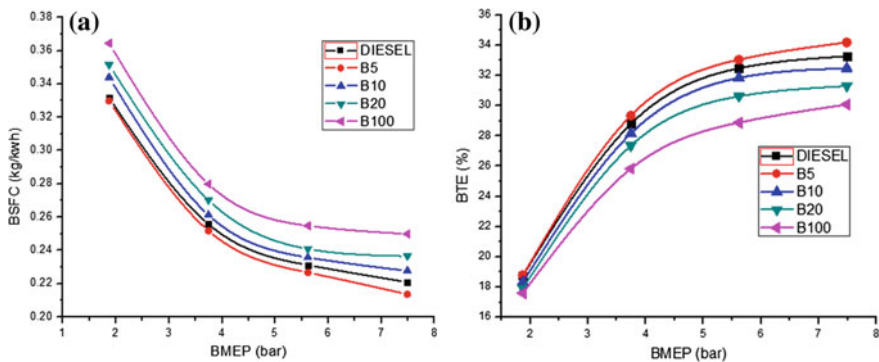 (a)
BSFC (kg/kwh)
0.38
0.36
0.34
0.32
0.30
0.28
0.26
0.24
0.22
0.20
1 2 3 4 5 6 7 8
BMEP (bar)
DIESEL
B5
B10
B20
B100
(b)
BTE (%)
36
34
32
30
28
26
24
22
20
18
16
2 3 4 5 6 7 8
BMEP (bar)
DIESEL
B5
B10
B20
B100